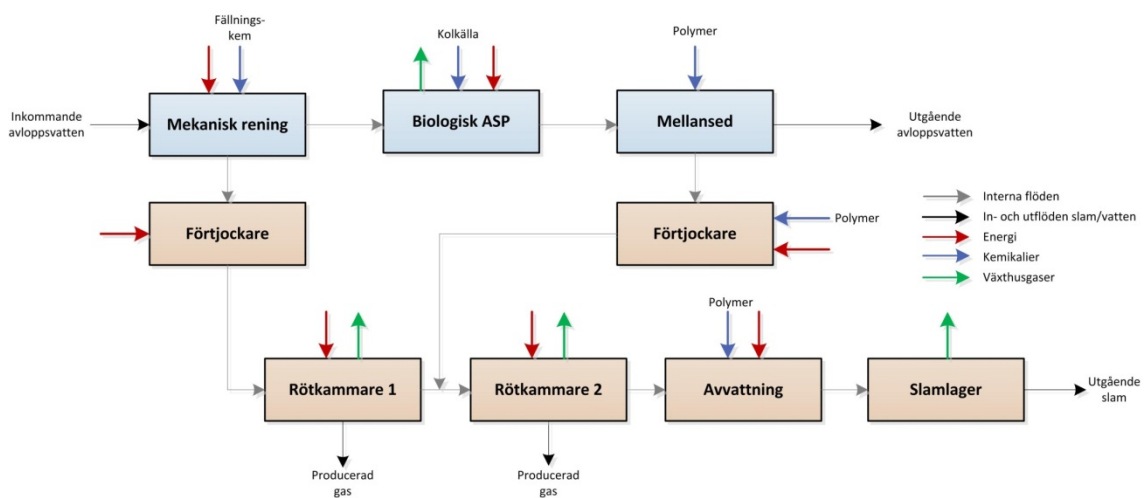 Fällnings-
kem
Kolkälla
Polymer
Inkommande
avloppsvatten
Mekanisk rening
Biologisk ASP
Mellansed
Utgående
avloppsvatten
Interna flöden
In- och utflöden slam/vatten
Energi
Kemikalier
Växthusgaser
Förtjockare
Förtjockare
Polymer
Polymer
Rötkammare 1
Rötkammare 2
Avvattning
Slamlager
Utgående
slam
Producerad
gas
Producerad
gas